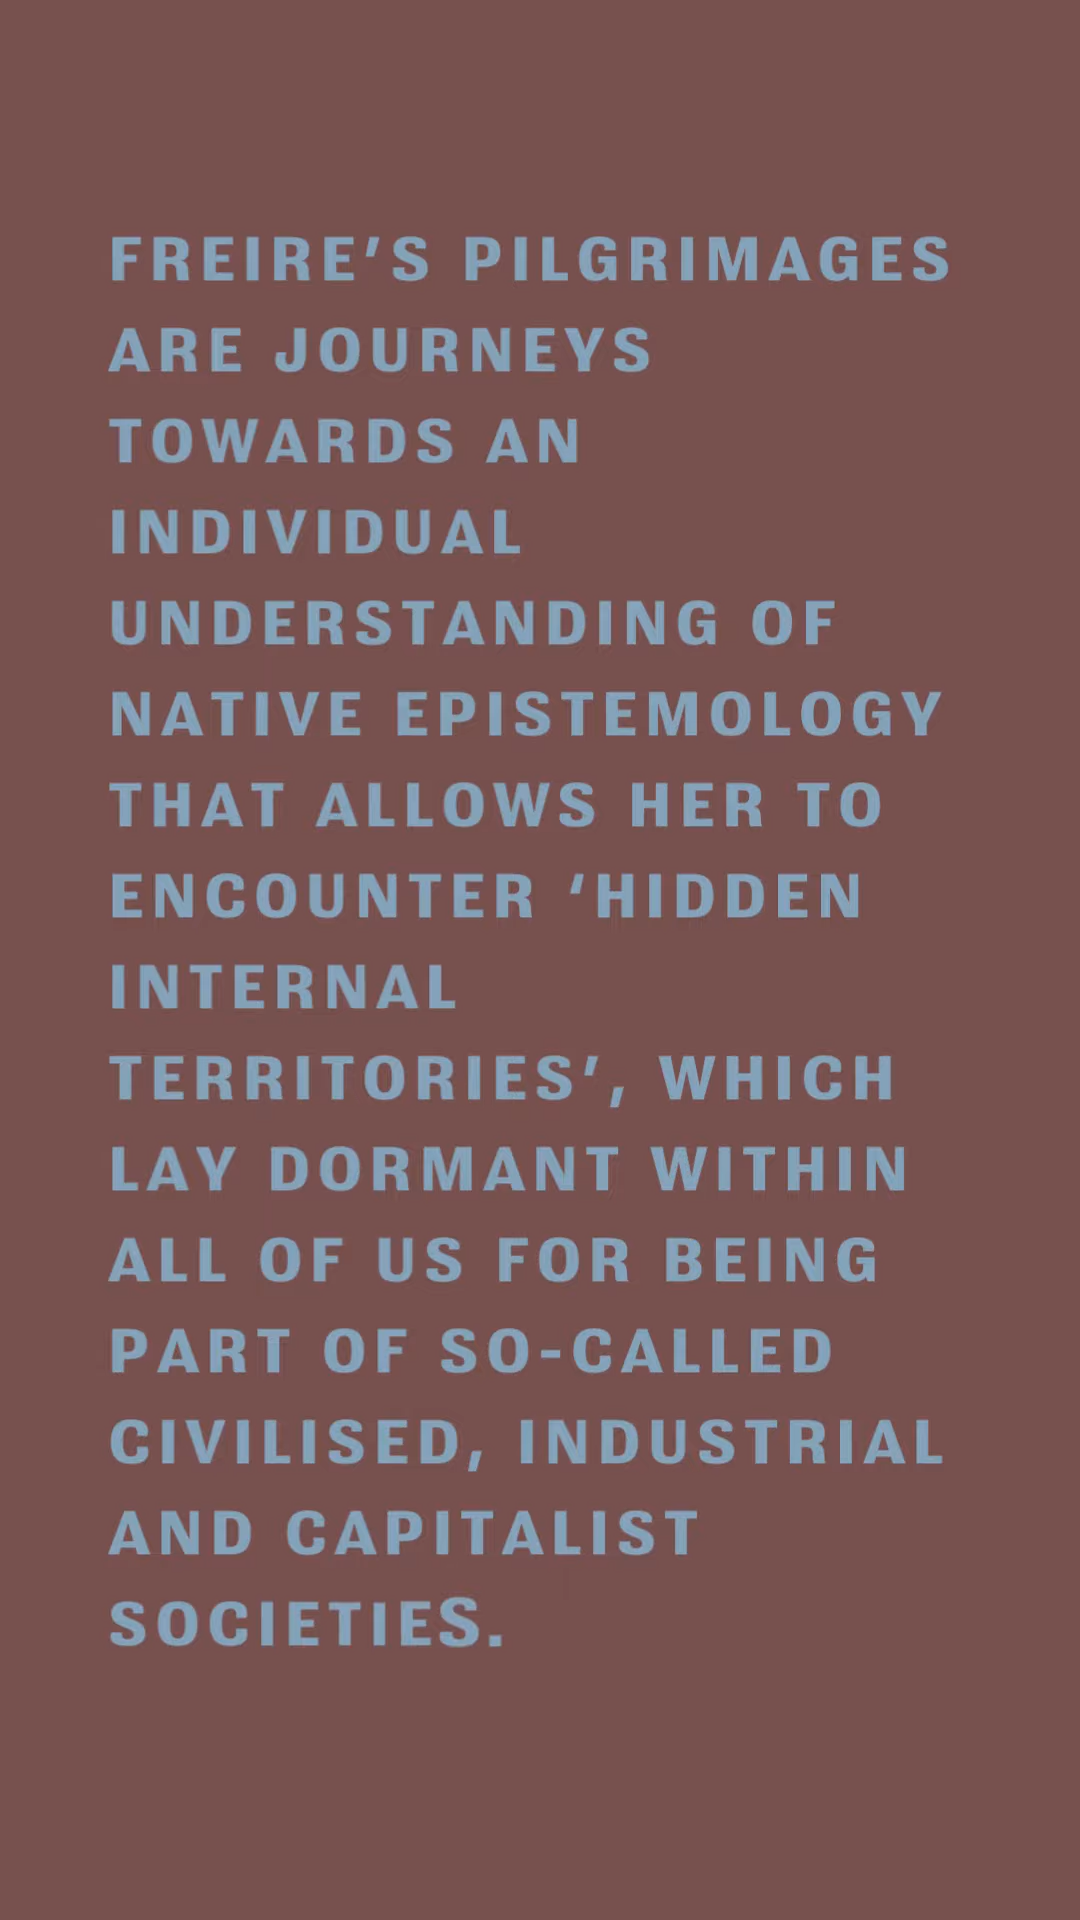 FREIRE’S PILGRIMAGES
ARE JOURNEYS
TOWARDS AN
INDIVIDUAL
UNDERSTANDING OF
NATIVE EPISTEMOLOGY
THAT ALLOWS HER TO
ENCOUNTER ‘HIDDEN
INTERNAL
TERRITORIES’, WHICH
LAY DORMANT WITHIN
ALL OF US FOR BEING
PART OF SO-CALLED
CIVILISED, INDUSTRIAL
AND CAPITALIST
SOCIETIES.